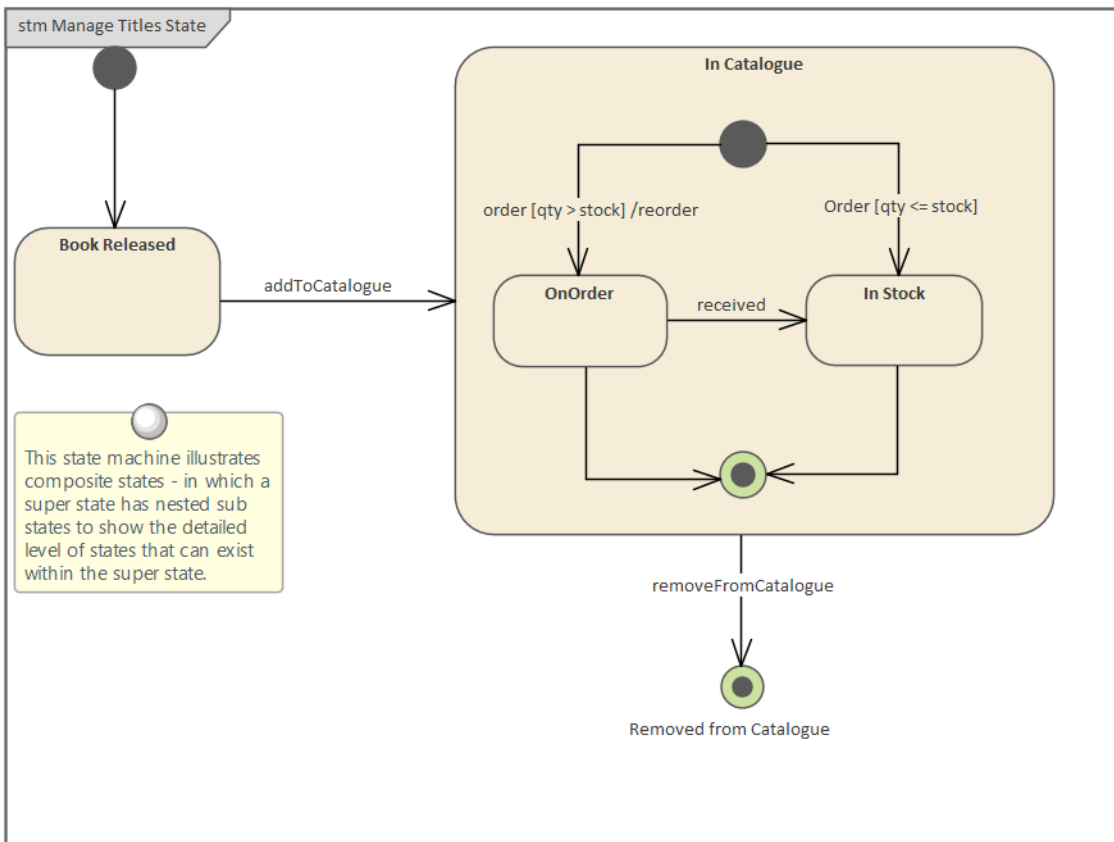 stm Manage Titles State
In Catalogue
order [qty > stock] /reorder
Order [qty <= stock]
Book Released
addToCatalogue
OnOrder
received
In Stock
This state machine illustrates
composite states - in which a
super state has nested sub
states to show the detailed
level of states that can exist
within the super state.
removeFromCatalogue
Removed from Catalogue